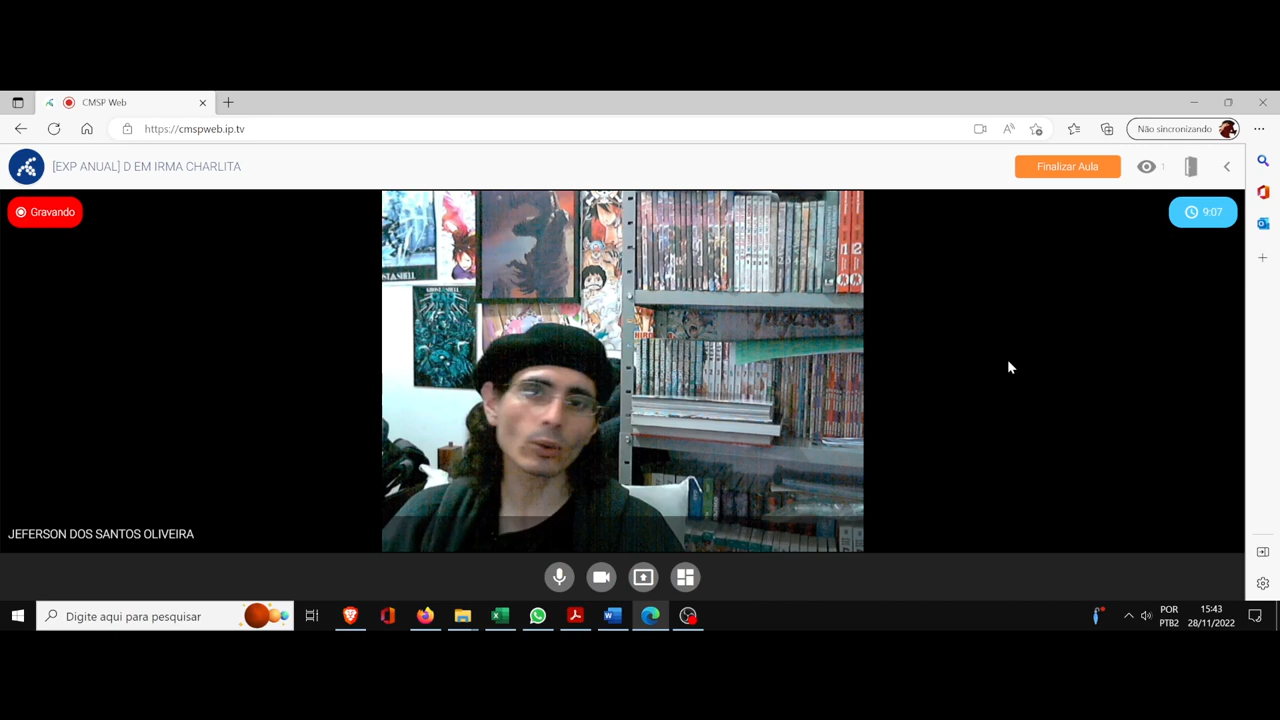 CMSP Web
https://cmspweb.ip.tv
Não sincronizando
[EXP ANUAL] D EM IRMA CHARLITA
Finalizar Aula
1
Gravando
9:07
JEFERSON DOS SANTOS OLIVEIRA
Digite aqui para pesquisar
POR
PTB2
15:43
28/11/2022